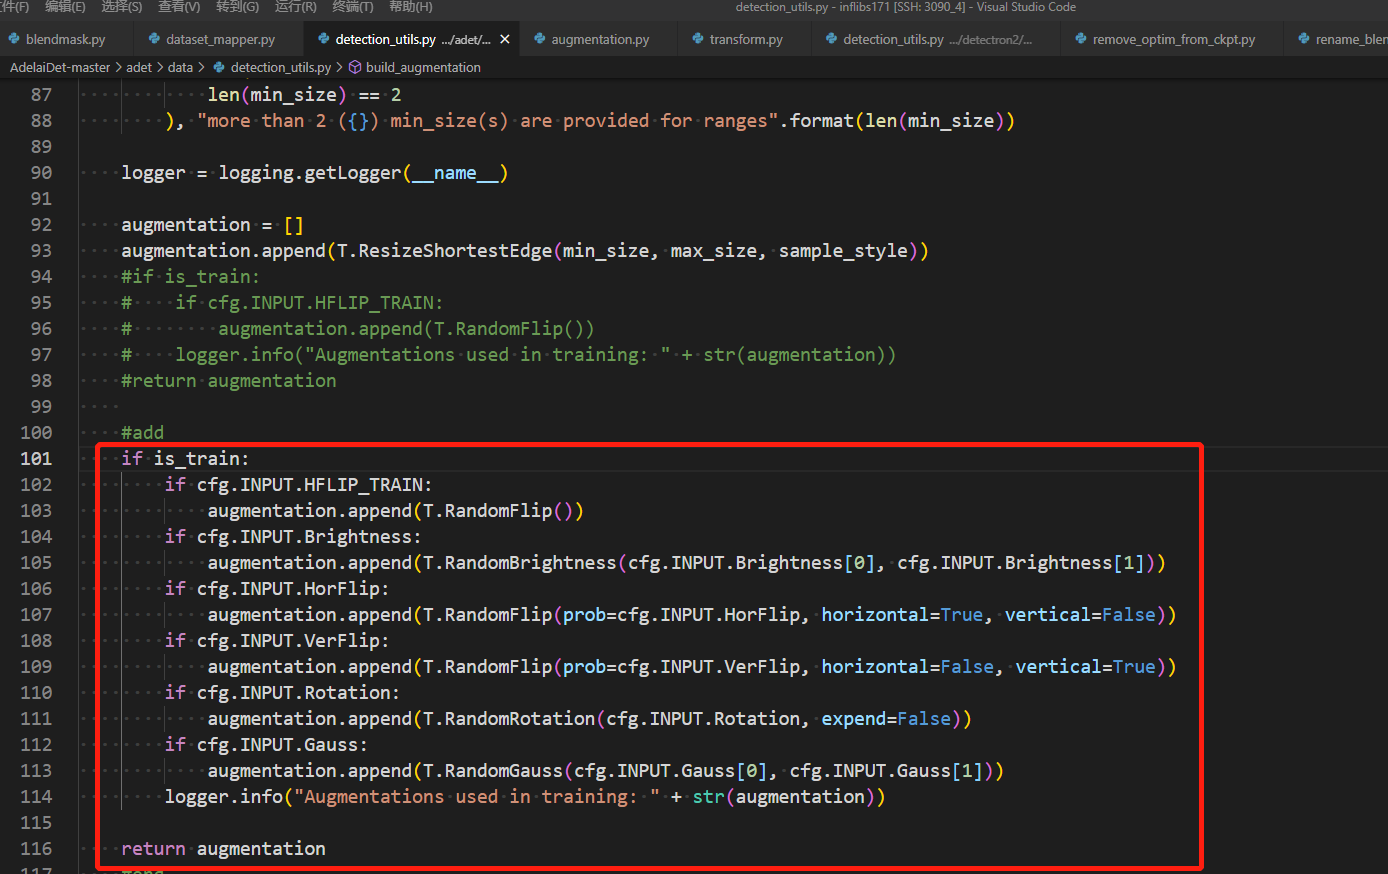 文件(F) 编辑(E) 选择(S) 查看(V) 转到(G) 运行(R) 终端(T) 帮助(H) detection_utils.py - inflibs171 [SSH: 3090_4] - Visual Studio Code
blendmask.py dataset_mapper.py detection_utils.py .../adet/... × augmentation.py transform.py detection_utils.py .../detectron2/... remove_optim_from_ckpt.py rename_blen
AdelaiDet-master > adet > data > detection_utils.py > build_augmentation
87 len(min_size) == 2
88 ), "more than 2 ({}) min_size(s) are provided for ranges".format(len(min_size))
89
90 logger = logging.getLogger(__name__)
91
92 augmentation = []
93 augmentation.append(T.ResizeShortestEdge(min_size, max_size, sample_style))
94 #if is_train:
95 # if cfg.INPUT.HFLIP_TRAIN:
96 # augmentation.append(T.RandomFlip())
97 # logger.info("Augmentations used in training: " + str(augmentation))
98 #return augmentation
99
100 #add
101 if is_train:
102 if cfg.INPUT.HFLIP_TRAIN:
103 augmentation.append(T.RandomFlip())
104 if cfg.INPUT.Brightness:
105 augmentation.append(T.RandomBrightness(cfg.INPUT.Brightness[0], cfg.INPUT.Brightness[1]))
106 if cfg.INPUT.HorFlip:
107 augmentation.append(T.RandomFlip(prob=cfg.INPUT.HorFlip, horizontal=True, vertical=False))
108 if cfg.INPUT.VerFlip:
109 augmentation.append(T.RandomFlip(prob=cfg.INPUT.VerFlip, horizontal=False, vertical=True))
110 if cfg.INPUT.Rotation:
111 augmentation.append(T.RandomRotation(cfg.INPUT.Rotation, expend=False))
112 if cfg.INPUT.Gauss:
113 augmentation.append(T.RandomGauss(cfg.INPUT.Gauss[0], cfg.INPUT.Gauss[1]))
114 logger.info("Augmentations used in training: " + str(augmentation))
115
116 return augmentation
117 #end